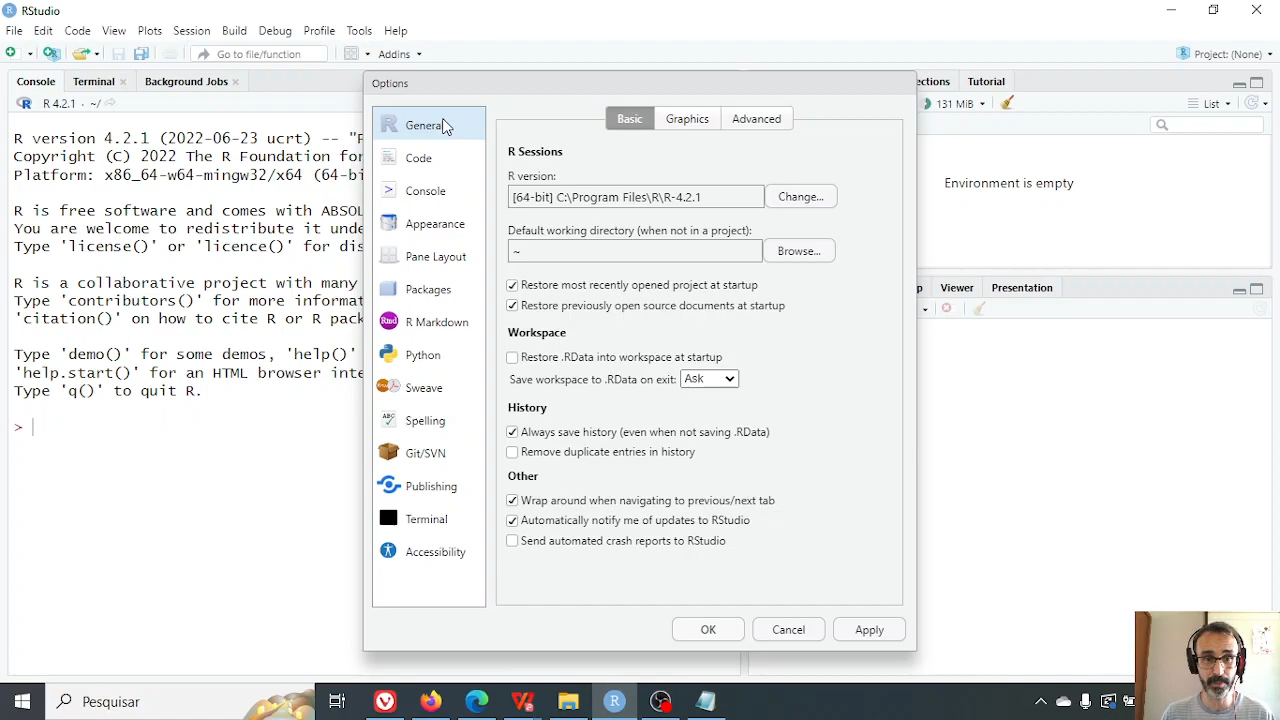 RStudio
File Edit Code View Plots Session Build Debug Profile Tools Help
Go to file/function Addins Project: (None)
Console Terminal Background Jobs
R 4.2.1 · ~/
R version 4.2.1 (2022-06-23 ucrt) --
Copyright (C) 2022 The R Foundation for
Platform: x86_64-w64-mingw32/x64 (64-
R is free software and comes with ABSOL
You are welcome to redistribute it under
Type 'license()' or 'licence()' for dis
R is a collaborative project with many
Type 'contributors()' for more informat
'citation()' on how to cite R or R pack
Type 'demo()' for some demos, 'help()'
'help.start()' for an HTML browser inte
Type 'q()' to quit R.
>
Options
General
Code
Console
Appearance
Pane Layout
Packages
R Markdown
Python
Sweave
Spelling
Git/SVN
Publishing
Terminal
Accessibility
Basic Graphics Advanced
R Sessions
R version:
[64-bit] C:\Program Files\R\R-4.2.1 Change...
Default working directory (when not in a project):
~ Browse...
Restore most recently opened project at startup
Restore previously open source documents at startup
Workspace
Restore .RData into workspace at startup
Save workspace to .RData on exit: Ask
History
Always save history (even when not saving .RData)
Remove duplicate entries in history
Other
Wrap around when navigating to previous/next tab
Automatically notify me of updates to RStudio
Send automated crash reports to RStudio
OK Cancel Apply
ections Tutorial
131 MiB List
Environment is empty
p Viewer Presentation
Pesquisar